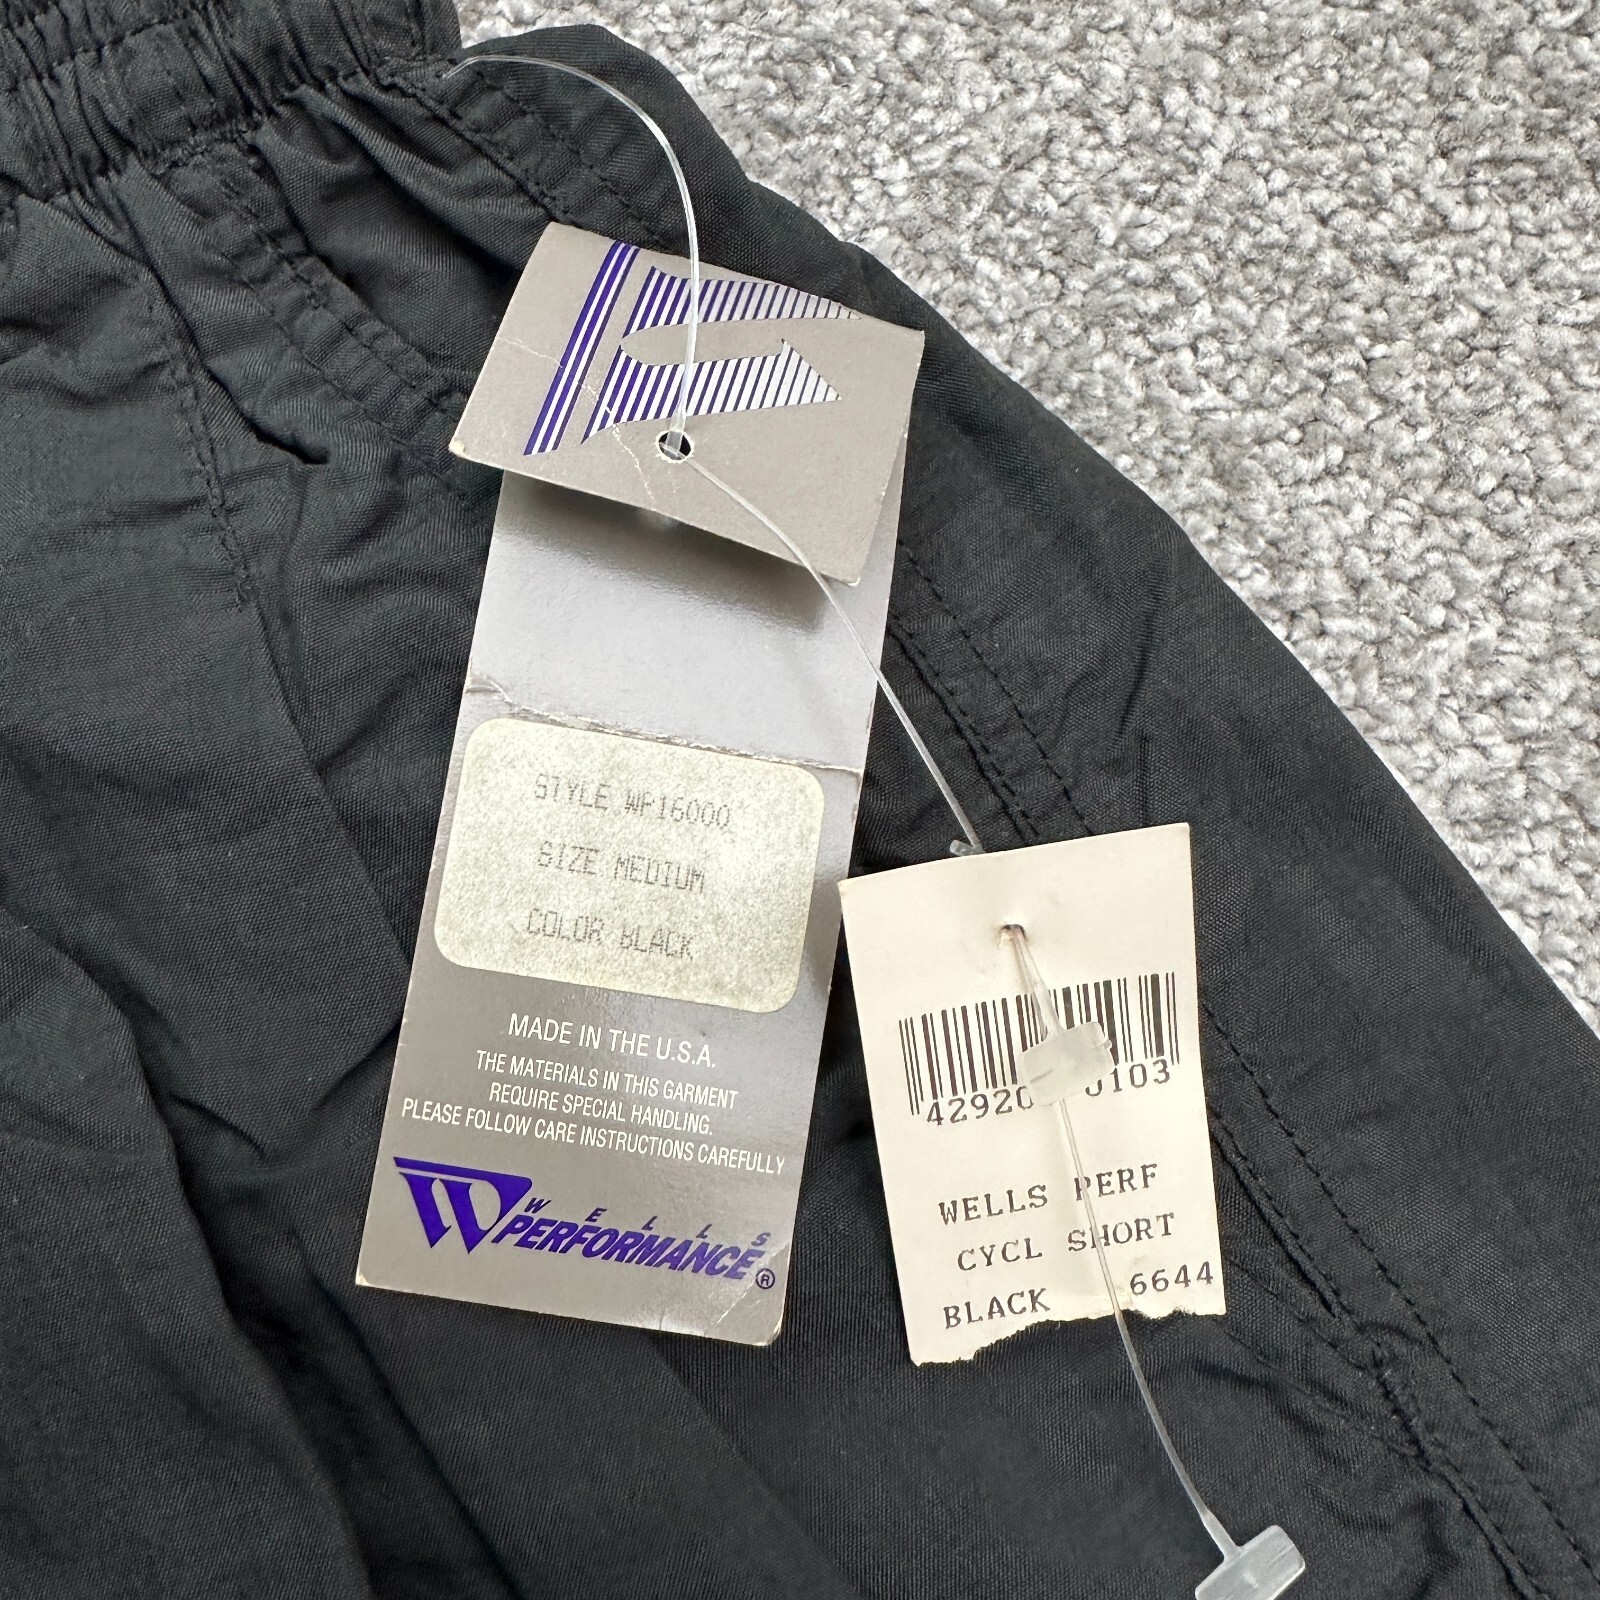 STYLE WP16000
SIZE MEDIUM
COLOR BLACK
MADE IN THE U.S.A.
THE MATERIALS IN THIS GARMENT
REQUIRE SPECIAL HANDLING.
PLEASE FOLLOW CARE INSTRUCTIONS CAREFULLY
W WELLS
PERFORMANCE®
0103
WELLS PERF
CYCL SHORT
BLACK 6644